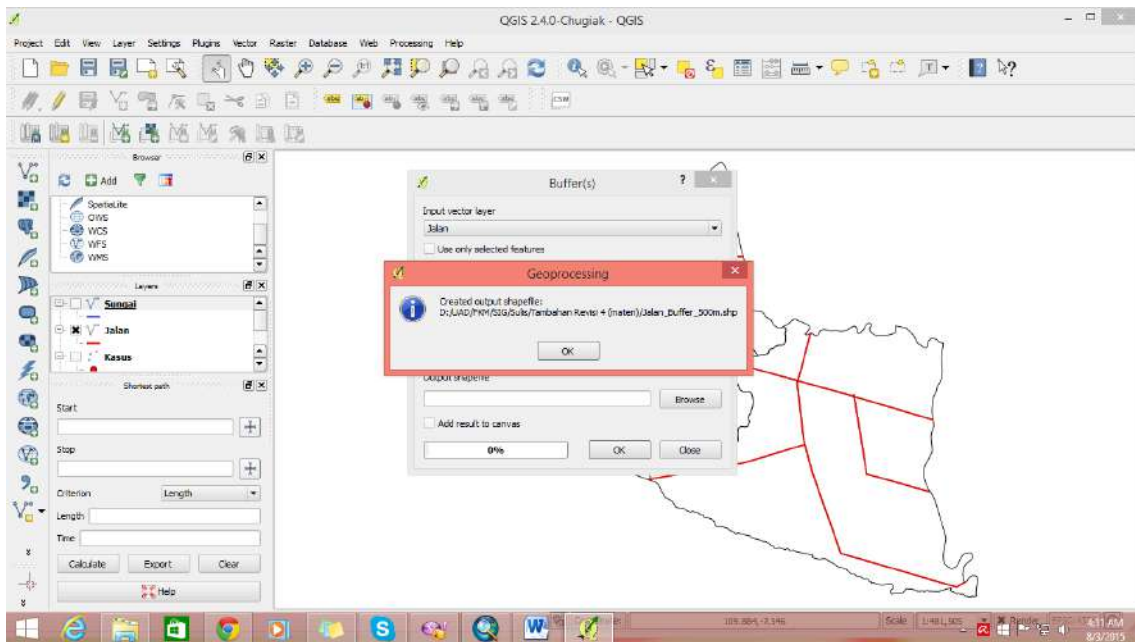 QGIS 2.4.0-Chugiak - QGIS
Project Edit View Layer Settings Plugins Vector Raster Database Web Processing Help
CSW
Browser
Add
SpatiaLite
OWS
WCS
WFS
WMS
Layers
Sungai
Jalan
Kasus
Shortest path
Start
Stop
Criterion Length
Length
Time
Calculate Export Clear
Help
Buffer(s) ?
Input vector layer
Jalan
Use only selected features
Geoprocessing
Created output shapefile:
D:/UAD/FKM/SIG/Sulis/Tambahan Revisi 4 (materi)/Jalan_Buffer_500m.shp
OK
Output shapefile
Browse
Add result to canvas
0% OK Close
Scale
4:11 AM
8/3/2015